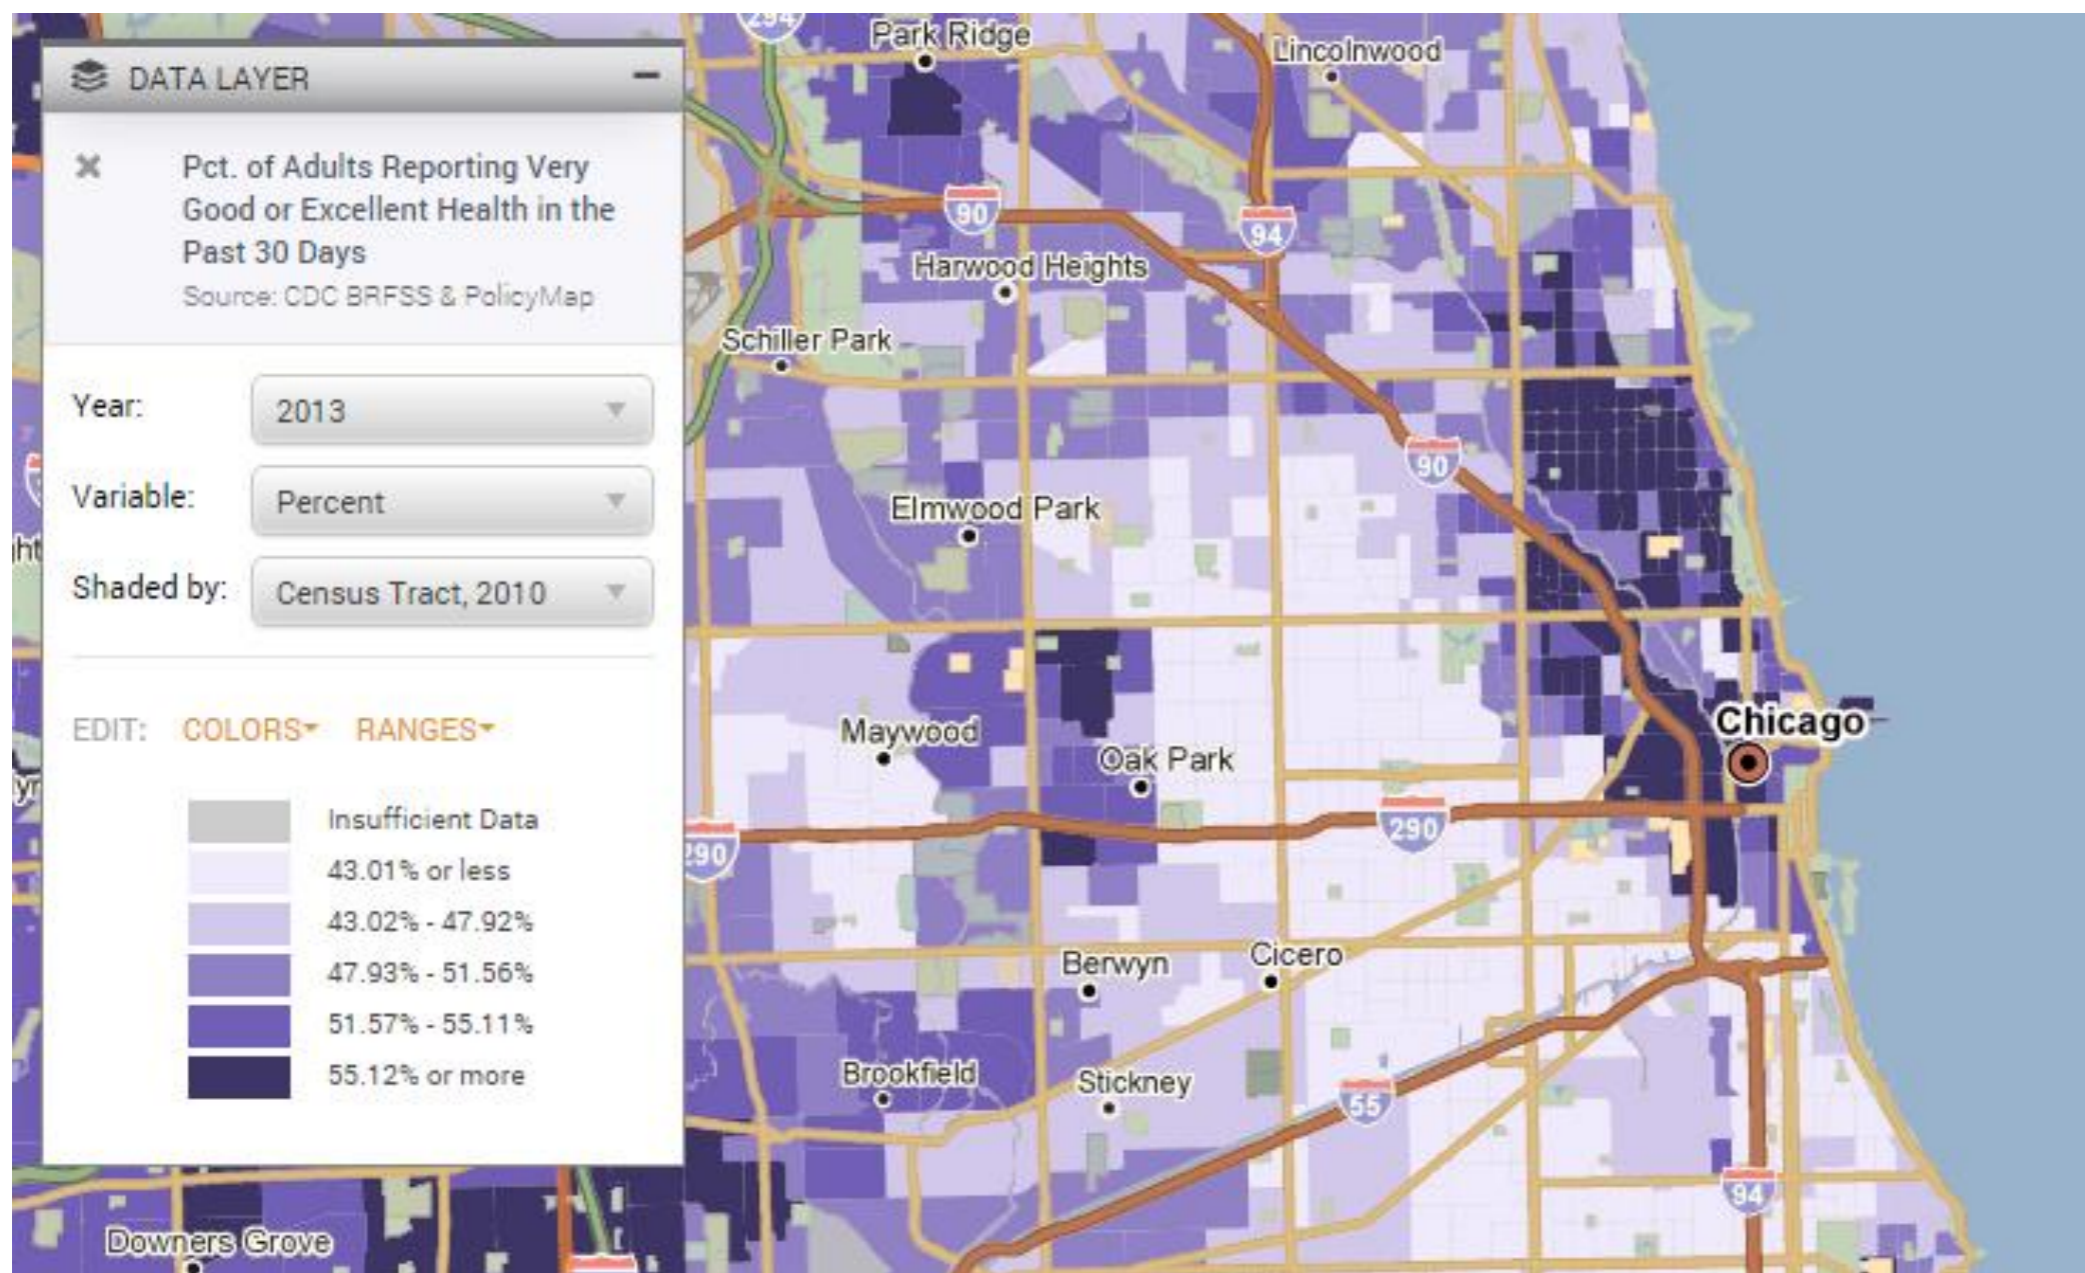 DATA LAYER
Pct. of Adults Reporting Very
Good or Excellent Health in the
Past 30 Days
Source: CDC BRFSS & PolicyMap
Year:
2013
Variable:
Percent
Shaded by:
Census Tract, 2010
EDIT:
COLORS
RANGES
Insufficient Data
43.01% or less
43.02% - 47.92%
47.93% - 51.56%
51.57% - 55.11%
55.12% or more
294
Park Ridge
Lincolnwood
90
94
Harwood Heights
Schiller Park
90
Elmwood Park
Maywood
Oak Park
Chicago
290
290
Berwyn
Cicero
Brookfield
Stickney
55
94
Downers Grove